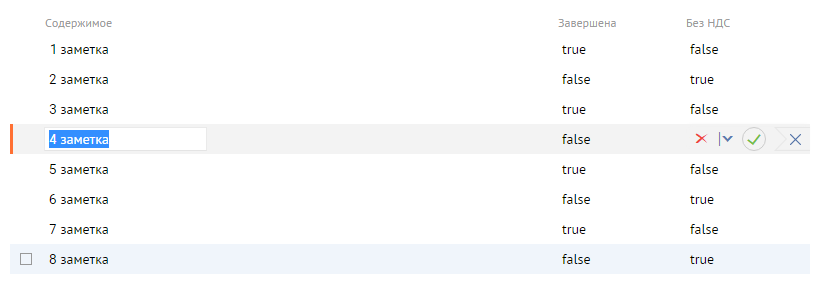 Содержимое Завершена Без НДС
1 заметка true false
2 заметка false true
3 заметка true false
4 заметка false
5 заметка true false
6 заметка false true
7 заметка true false
8 заметка false true